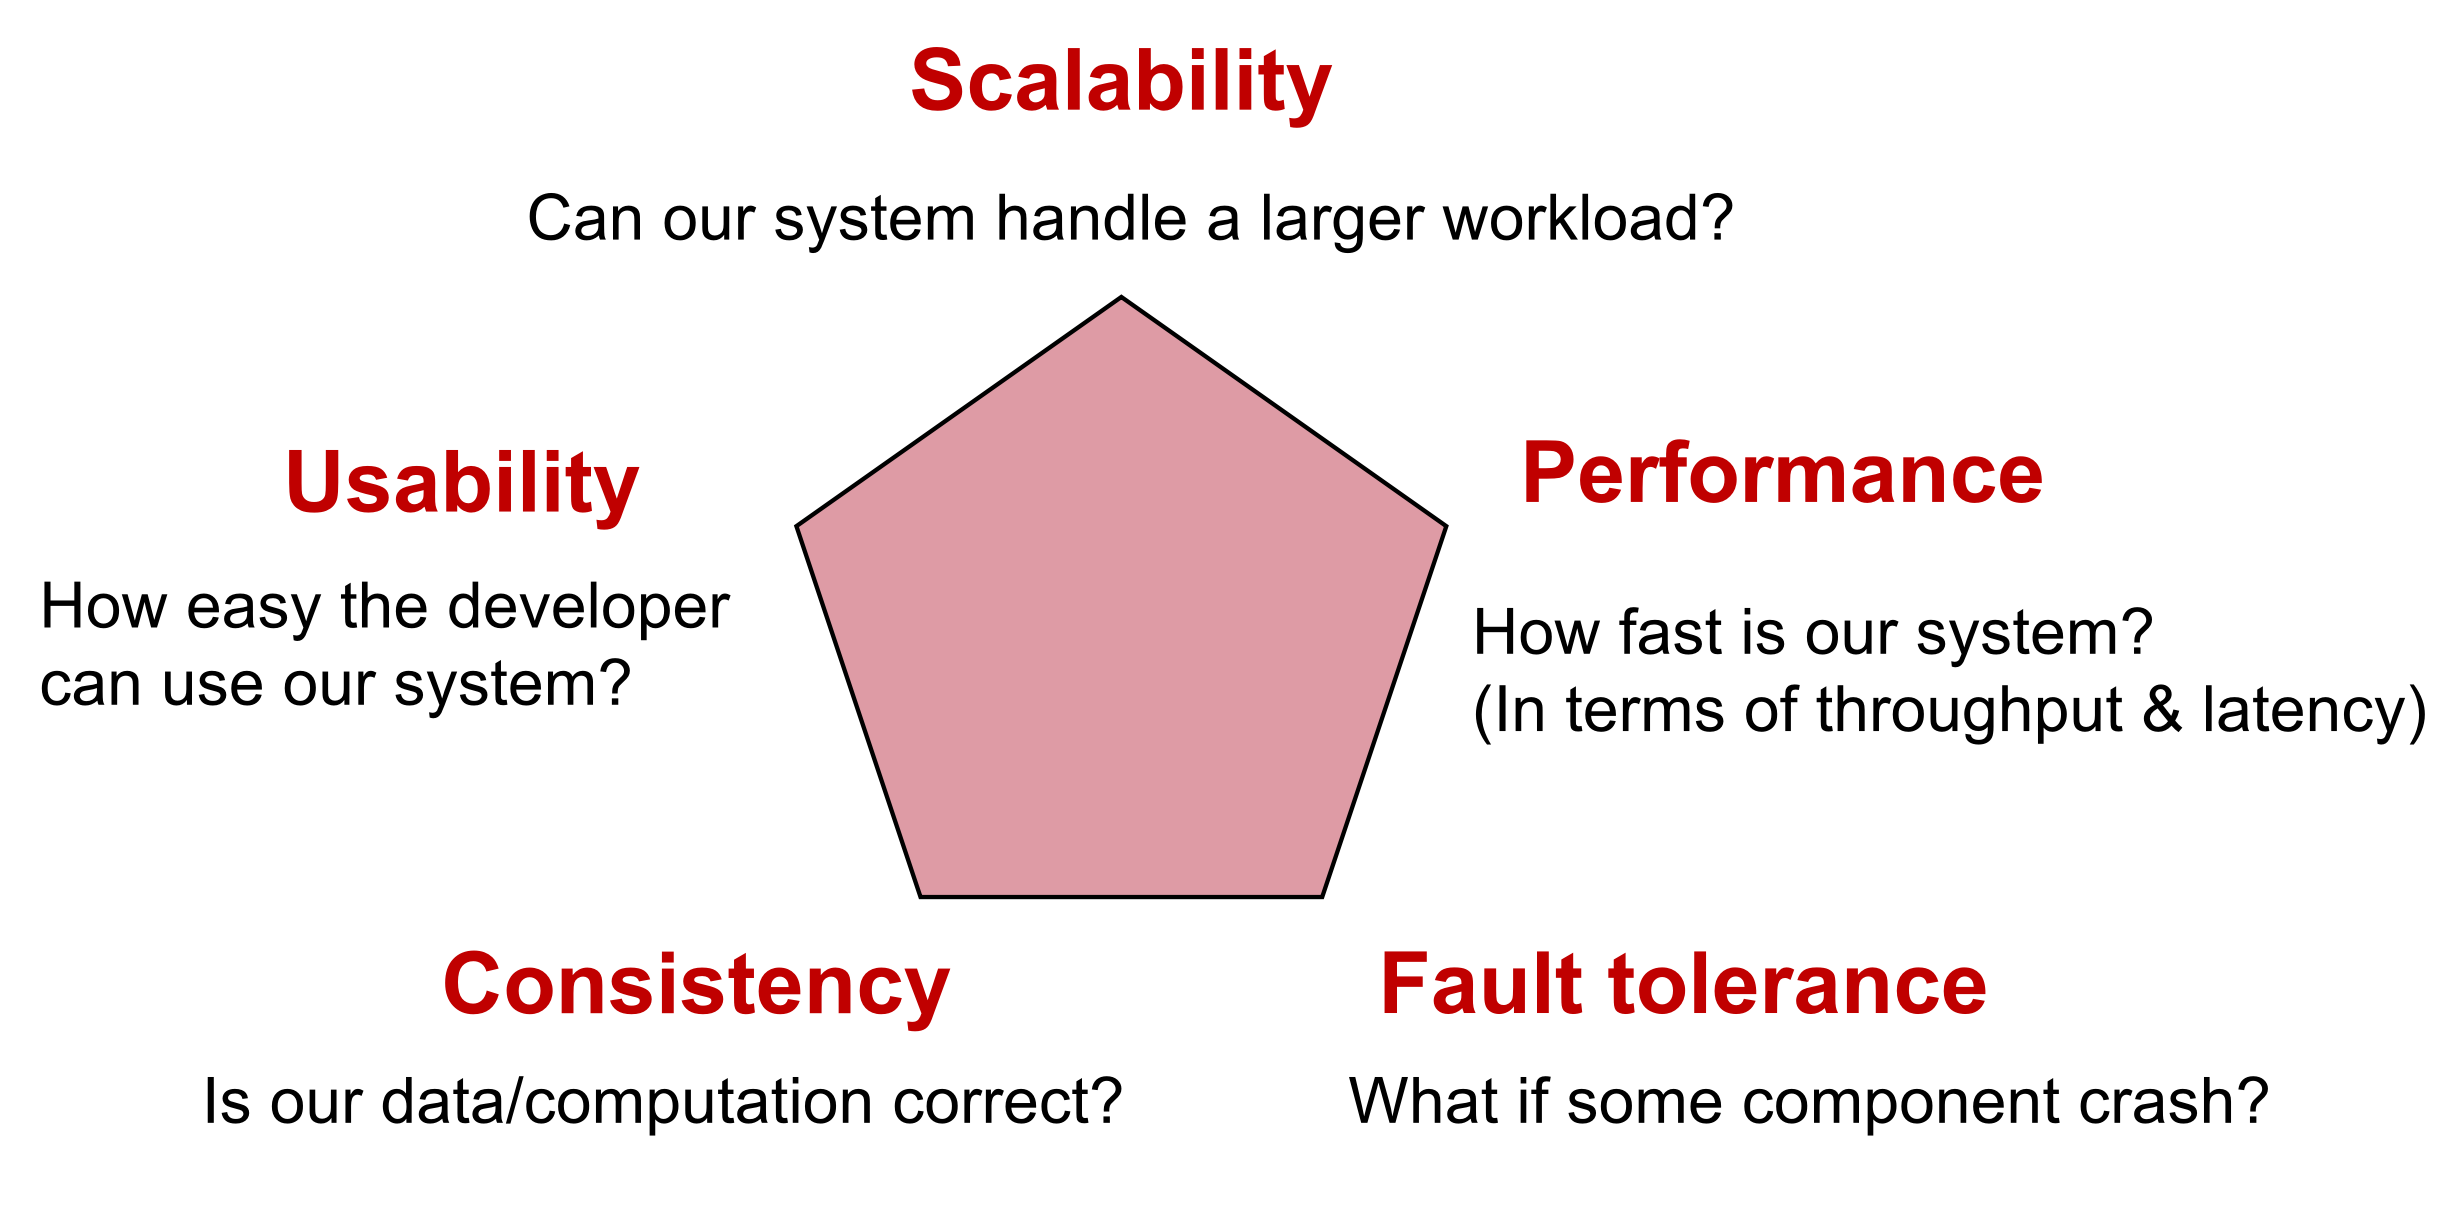 Scalability
Can our system handle a larger workload?
Usability
How easy the developer
can use our system?
Performance
How fast is our system?
(In terms of throughput & latency)
Consistency
Is our data/computation correct?
Fault tolerance
What if some component crash?